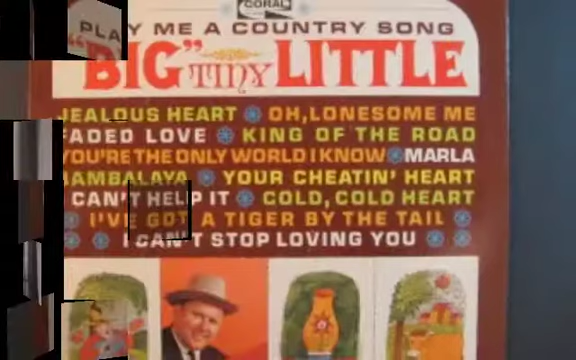 CORAL
PLAY ME A COUNTRY SONG
"BIG" TINY LITTLE
JEALOUS HEART OH, LONESOME ME
FADED LOVE KING OF THE ROAD
YOU'RE THE ONLY WORLD I KNOW MARLA
JAMBALAYA YOUR CHEATIN' HEART
I CAN'T HELP IT COLD, COLD HEART
I'VE GOT A TIGER BY THE TAIL
I CAN'T STOP LOVING YOU